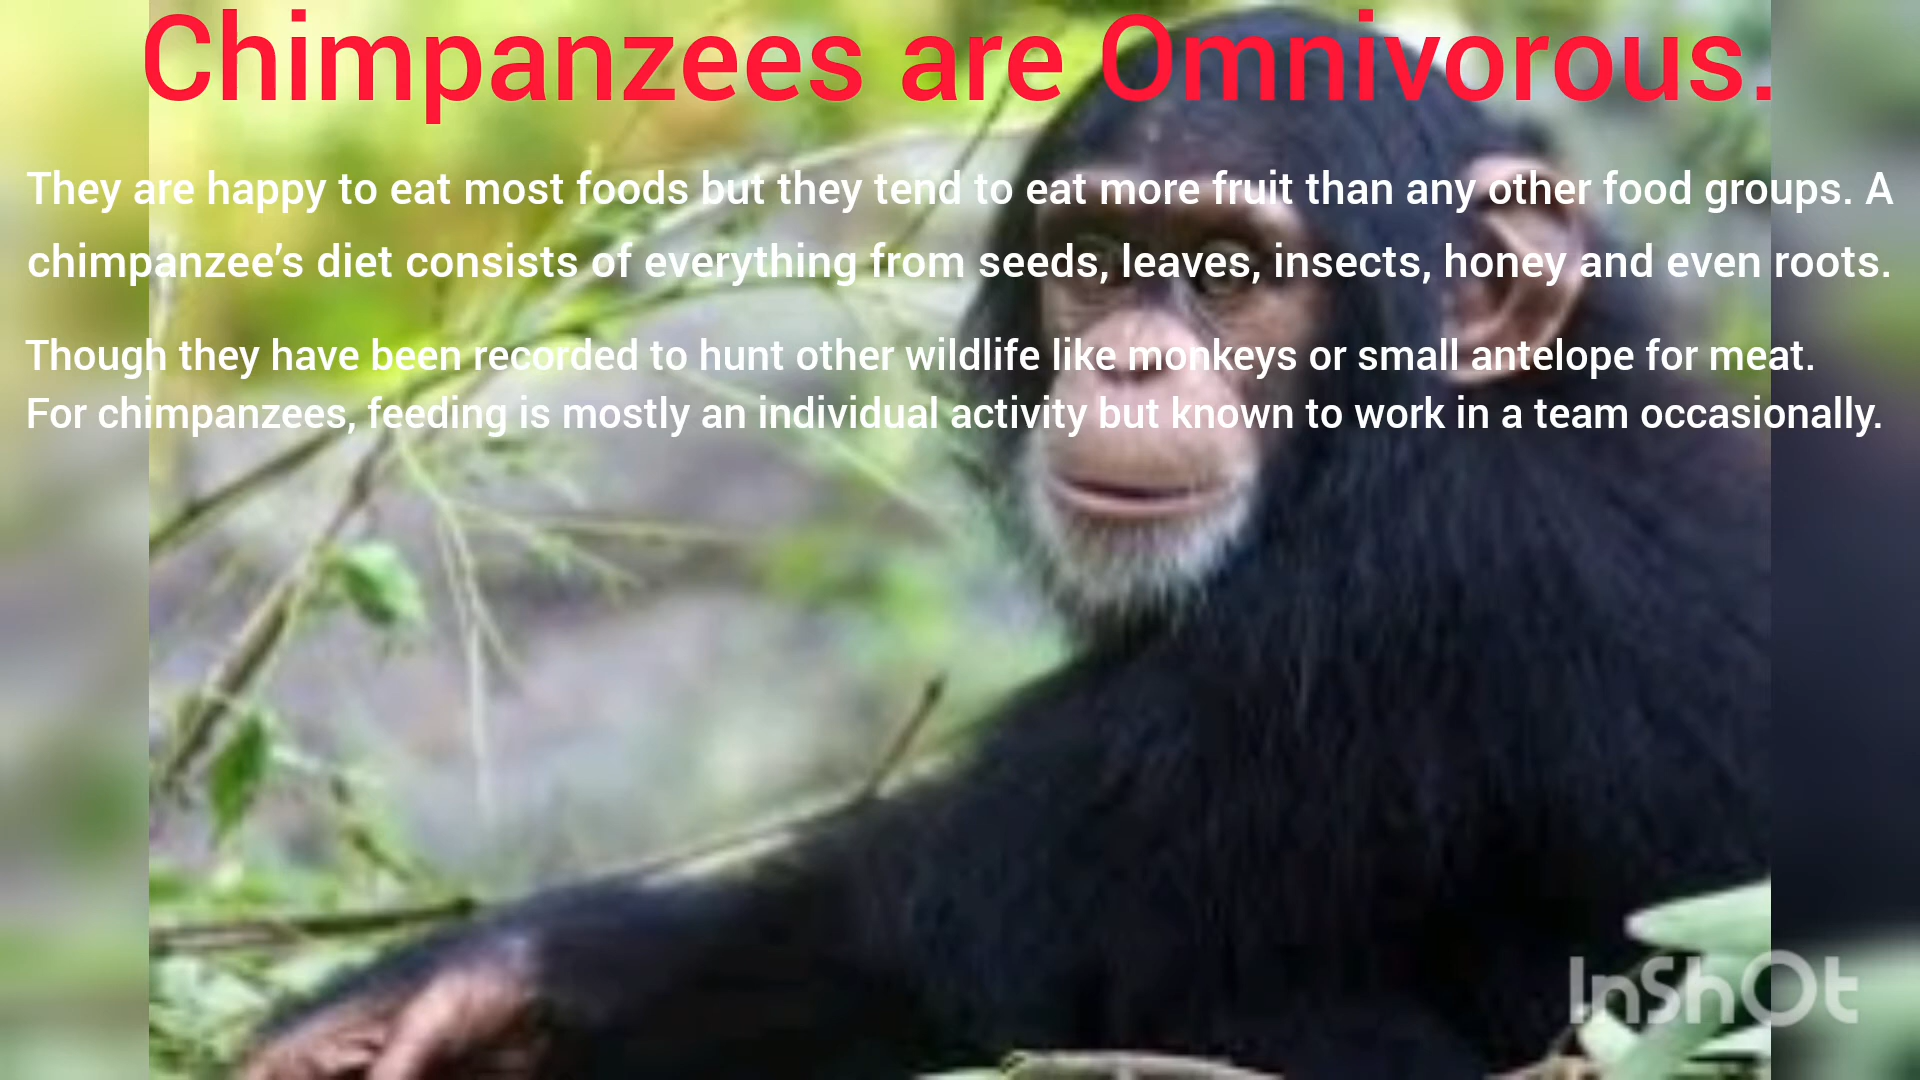 Chimpanzees are Omnivorous.
They are happy to eat most foods but they tend to eat more fruit than any other food groups. A
chimpanzee's diet consists of everything from seeds, leaves, insects, honey and even roots.
Though they have been recorded to hunt other wildlife like monkeys or small antelope for meat.
For chimpanzees, feeding is mostly an individual activity but known to work in a team occasionally.
InShOt